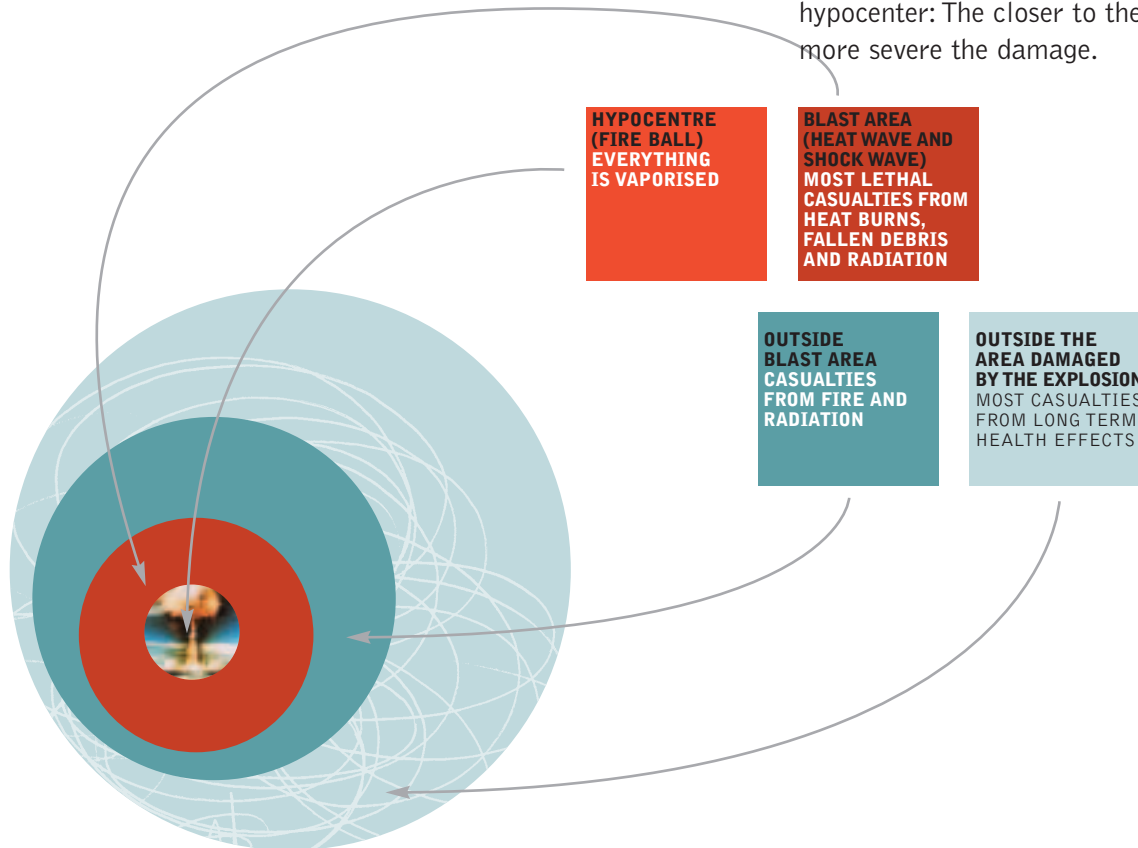 hypocenter: The closer to the
more severe the damage.
HYPOCENTRE
(FIRE BALL)
EVERYTHING
IS VAPORISED
BLAST AREA
(HEAT WAVE AND
SHOCK WAVE)
MOST LETHAL
CASUALTIES FROM
HEAT BURNS,
FALLEN DEBRIS
AND RADIATION
OUTSIDE
BLAST AREA
CASUALTIES
FROM FIRE AND
RADIATION
OUTSIDE THE
AREA DAMAGED
BY THE EXPLOSION
MOST CASUALTIES
FROM LONG TERM
HEALTH EFFECTS